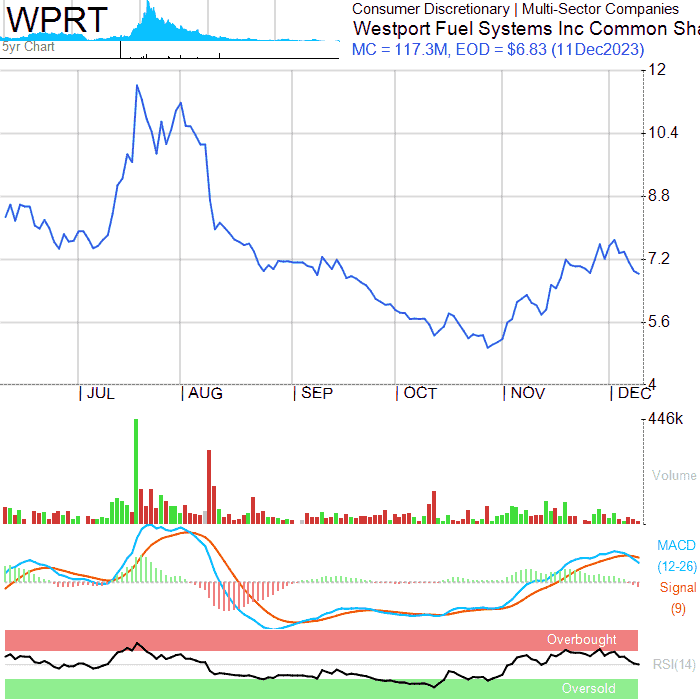 WPRT
5yr Chart
Consumer Discretionary | Multi-Sector Companies
Westport Fuel Systems Inc Common Sha
MC = 117.3M, EOD = $6.83 (11Dec2023)
12
10.4
8.8
7.2
5.6
4
JUL AUG SEP OCT NOV DEC
446k
Volume
MACD
(12-26)
Signal
(9)
Overbought
RSI(14)
Oversold